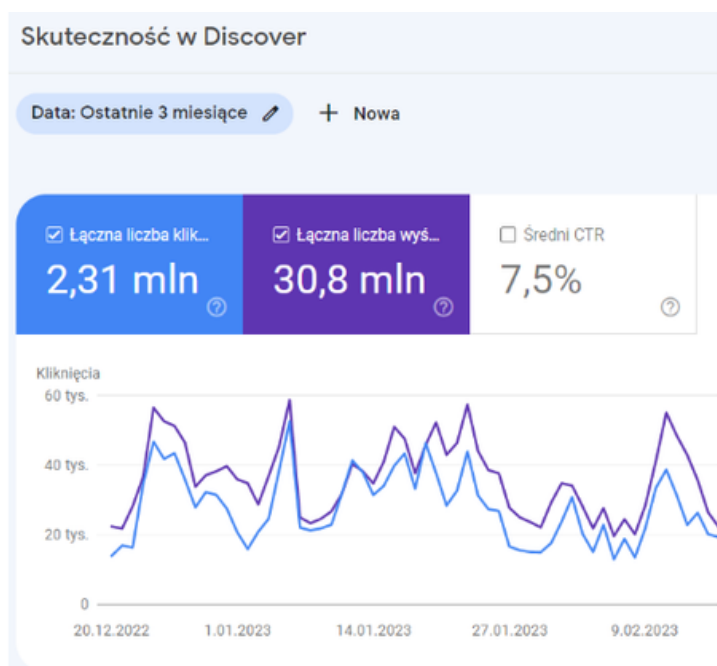 Skuteczność w Discover
Data: Ostatnie 3 miesiące + Nowa
Łączna liczba klik... Łączna liczba wyś... Średni CTR
2,31 mln 30,8 mln 7,5%
Kliknięcia
60 tys.
40 tys.
20 tys.
0
20.12.2022 1.01.2023 14.01.2023 27.01.2023 9.02.2023